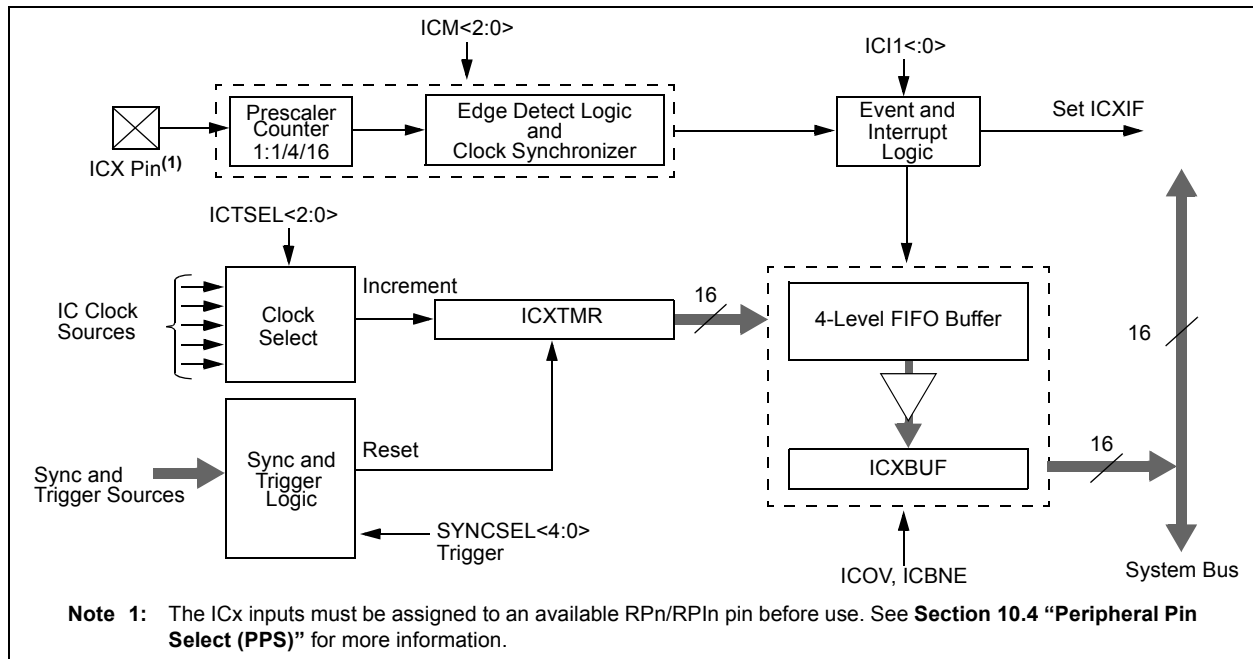 ICM<2:0>
ICI1<:0>
Prescaler
Counter
1:1/4/16
Edge Detect Logic
and
Clock Synchronizer
Event and
Interrupt
Logic
Set ICXIF
ICX Pin(1)
ICTSEL<2:0>
IC Clock
Sources
Clock
Select
Increment
ICXTMR
16
4-Level FIFO Buffer
16
Sync and
Trigger Sources
Sync and
Trigger
Logic
Reset
ICXBUF
16
SYNCSEL<4:0>
Trigger
ICOV, ICBNE
System Bus
Note 1: The ICx inputs must be assigned to an available RPn/RPIn pin before use. See Section 10.4 “Peripheral Pin
Select (PPS)” for more information.